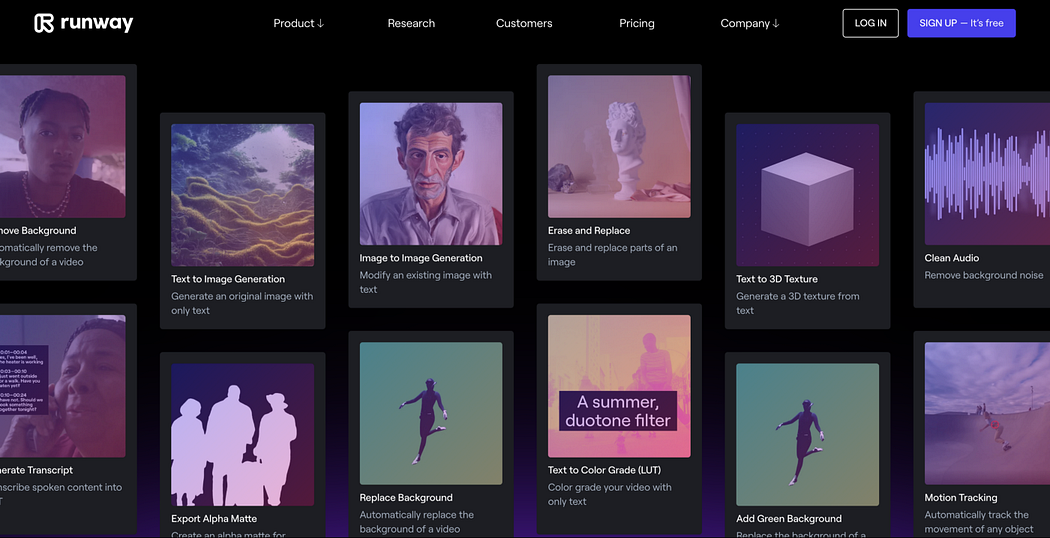 runway
Product ↓
Research
Customers
Pricing
Company ↓
LOG IN
SIGN UP — It's free
move Background
omatically remove the
kground of a video
Text to Image Generation
Generate an original image with
only text
Image to Image Generation
Modify an existing image with
text
Erase and Replace
Erase and replace parts of an
image
Text to 3D Texture
Generate a 3D texture from
text
Clean Audio
Remove background noise
nerate Transcript
nscribe spoken content into
Export Alpha Matte
Create an alpha matte for
Replace Background
Automatically replace the
background of a video
A summer,
duotone filter
Text to Color Grade (LUT)
Color grade your video with
only text
Add Green Background
Replace the background of a
Motion Tracking
Automatically track the
movement of any object